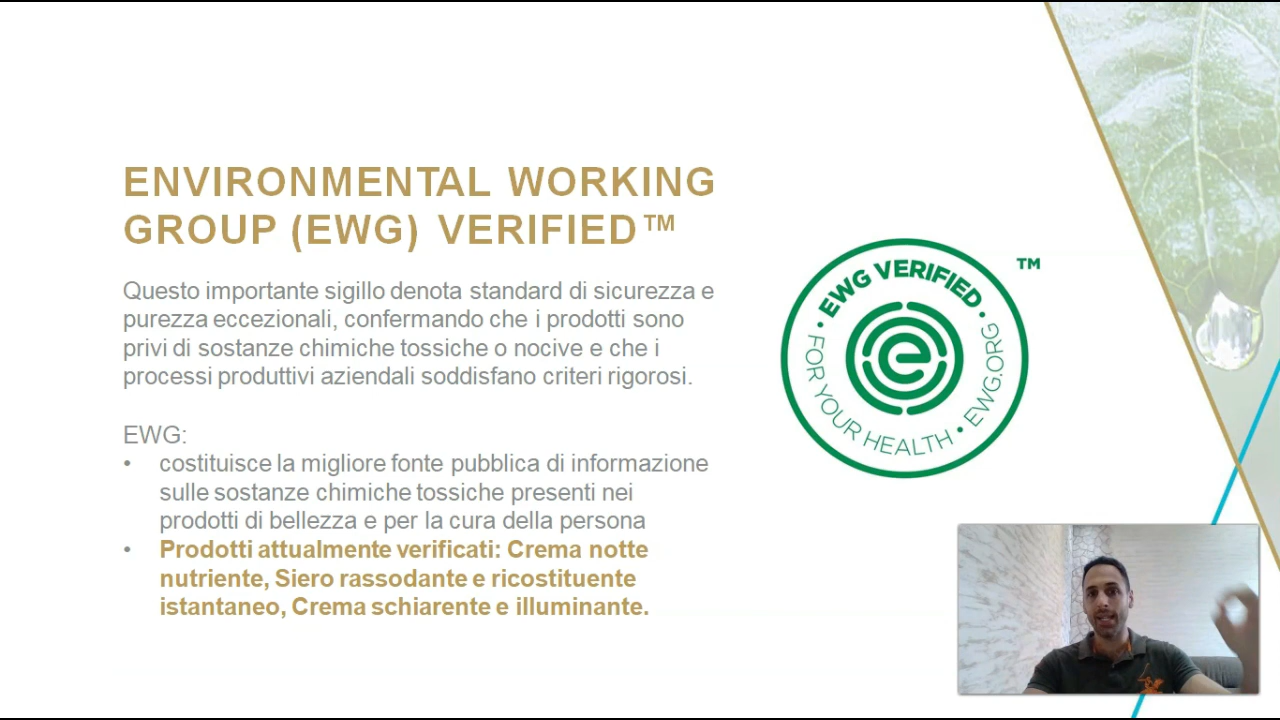 ENVIRONMENTAL WORKING
GROUP (EWG) VERIFIED™
Questo importante sigillo denota standard di sicurezza e
purezza eccezionali, confermando che i prodotti sono
privi di sostanze chimiche tossiche o nocive e che i
processi produttivi aziendali soddisfano criteri rigorosi.
EWG:
• costituisce la migliore fonte pubblica di informazione
sulle sostanze chimiche tossiche presenti nei
prodotti di bellezza e per la cura della persona
• Prodotti attualmente verificati: Crema notte
nutriente, Siero rassodante e ricostituente
istantaneo, Crema schiarente e illuminante.
• EWG VERIFIED •
TM
FOR YOUR HEALTH • EWG.ORG
e